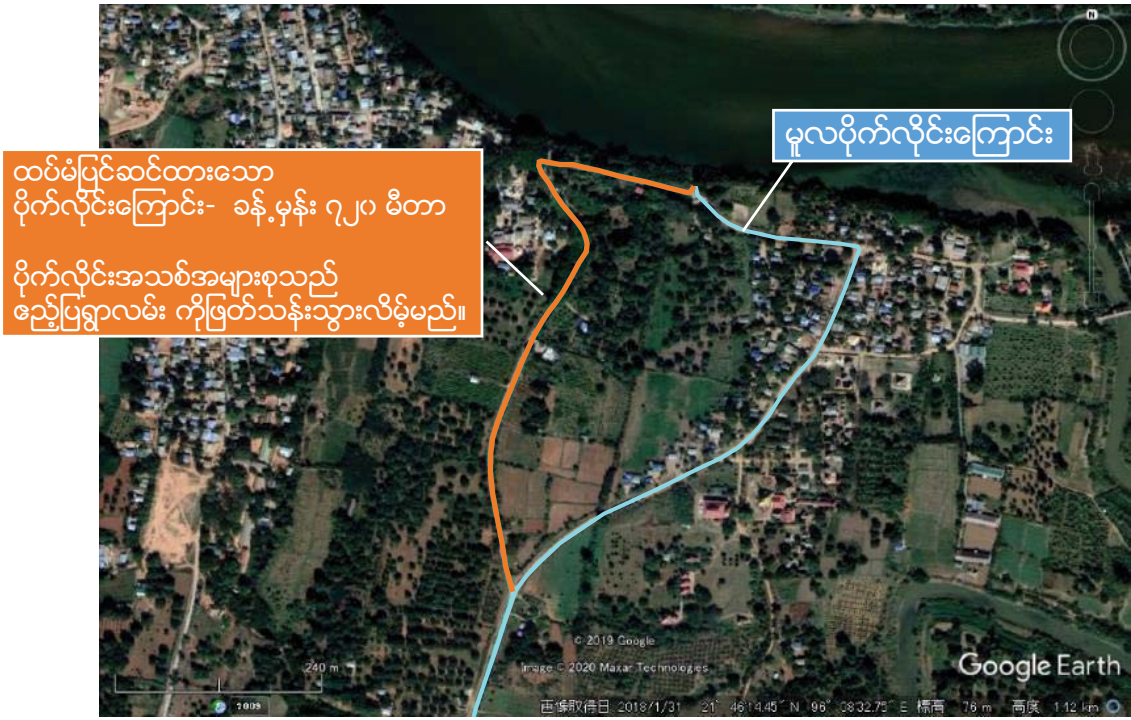 N
မူလပိုက်လိုင်းကြောင်း
ထပ်မံပြင်ဆင်ထားသော
ပိုက်လိုင်းကြောင်း- ခန့်မှန်း ၇၂၀ မီတာ
ပိုက်လိုင်းအသစ်အများစုသည်
ဧည့်ပြရွာလမ်း ကိုဖြတ်သန်းသွားလိမ့်မည်။
© 2019 Google
Image © 2020 Maxar Technologies
240 m
Google Earth
画像取得日 2018/1/31 21° 46'14.45" N 96° 08'32.75" E 標高 76 m 高度 1.12 km